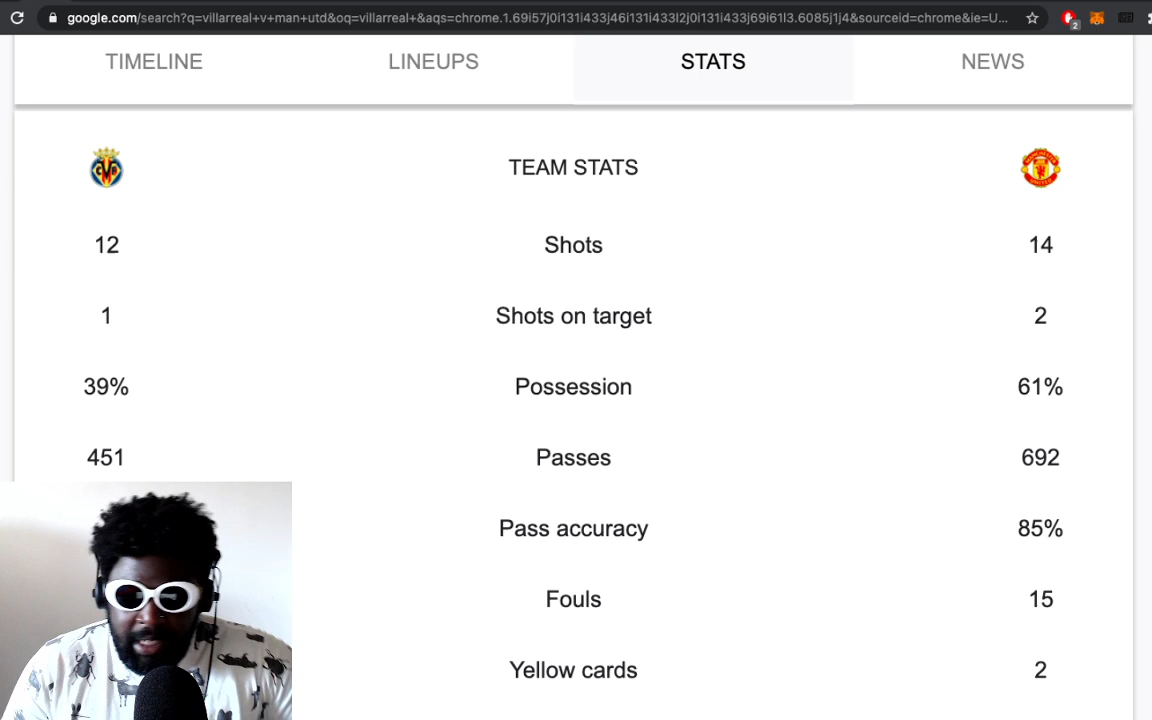 google.com/search?q=villarreal+v+man+utd&oq=villarreal+&aqs=chrome.1.69i57j0i131i433j46i131i433l2j0i131i433j69i61l3.6085j1j4&sourceid=chrome&ie=U...
2
TIMELINE LINEUPS STATS NEWS
TEAM STATS
12 Shots 14
1 Shots on target 2
39% Possession 61%
451 Passes 692
Pass accuracy 85%
Fouls 15
Yellow cards 2